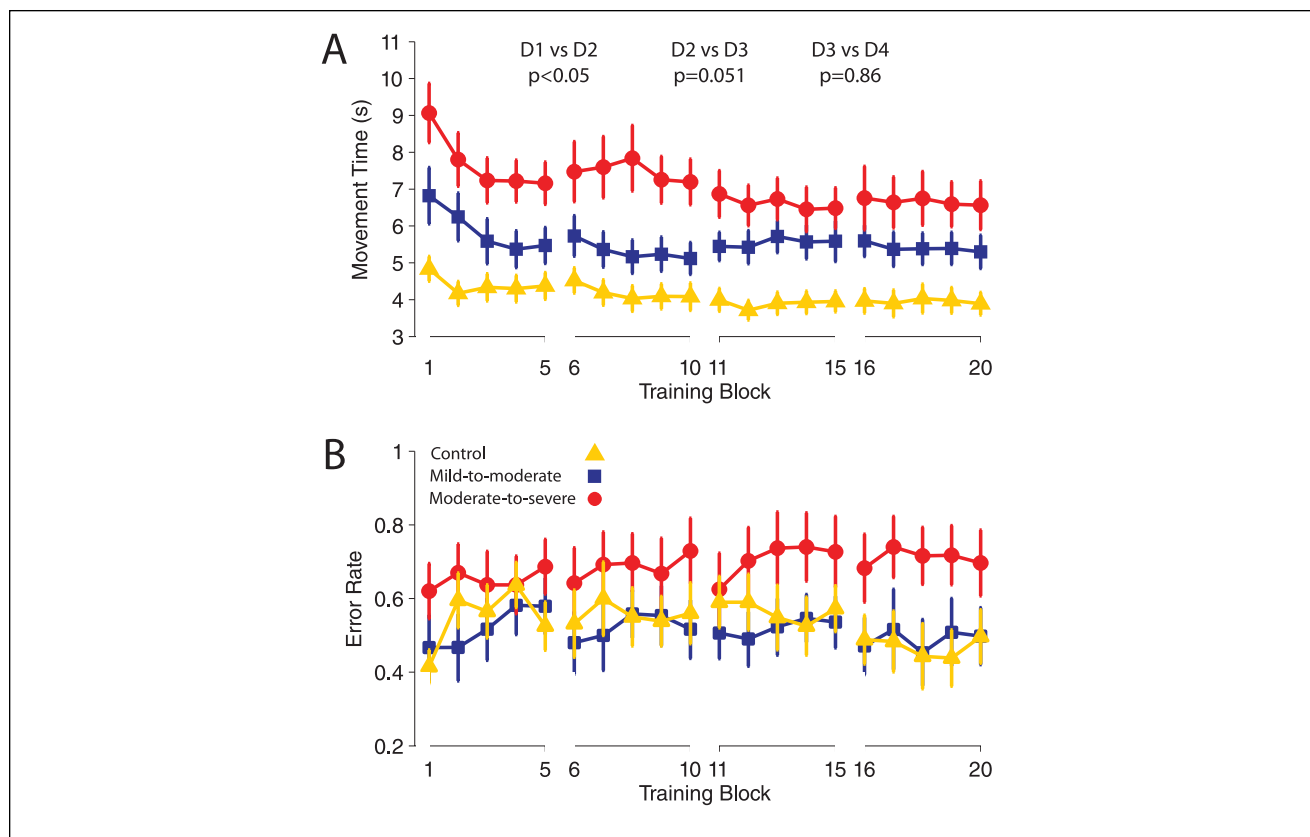 A
D1 vs D2
D2 vs D3
D3 vs D4
p<0.05
p=0.051
p=0.86
Movement Time (s)
11
10
9
8
7
6
5
4
3
1
5
6
10
11
15
16
20
Training Block
B
Control
Mild-to-moderate
Moderate-to-severe
Error Rate
1
0.8
0.6
0.4
0.2
1
5
6
10
11
15
16
20
Training Block